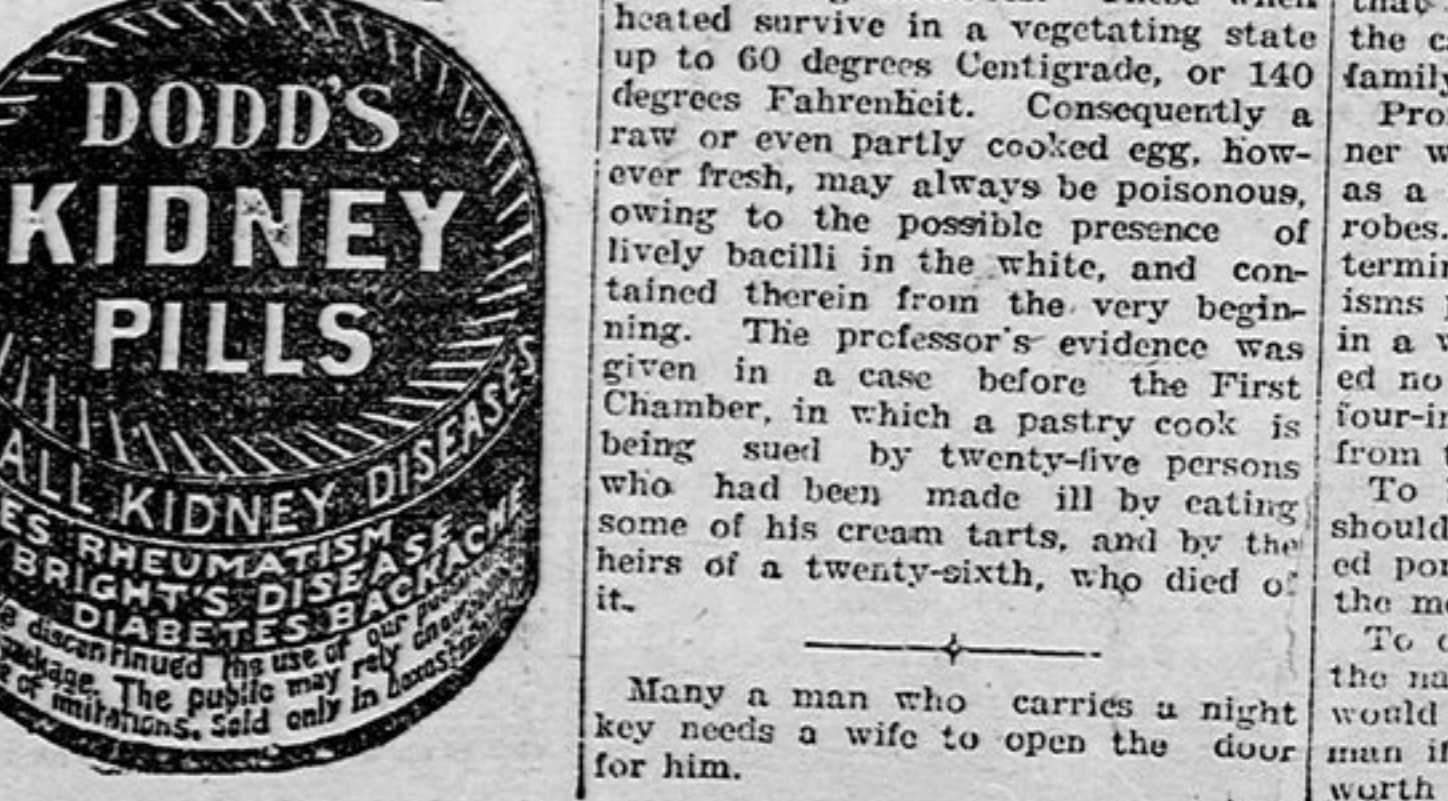 DODD'S
KIDNEY
PILLS
ALL KIDNEY DISEASES
RHEUMATISM
BRIGHT'S DISEASE
DIABETES BACKACHE
discontinued the use of our
package. The public may rely
of imitations. Sold only in
heated survive in a vegetating state
up to 60 degrees Centigrade, or 140
degrees Fahrenheit. Consequently a
raw or even partly cooked egg, how-
ever fresh, may always be poisonous,
owing to the possible presence of
lively bacilli in the white, and con-
tained therein from the very begin-
ning. The professor's evidence was
given in a case before the First
Chamber, in which a pastry cook is
being sued by twenty-five persons
who had been made ill by eating
some of his cream tarts, and by the
heirs of a twenty-sixth, who died of
it.
Many a man who carries a night
key needs a wife to open the door
for him.
that
the
family
ner
as a
robes.
isms
in a
ed no
from
To
should
ed
the
To
the
would
man
worth